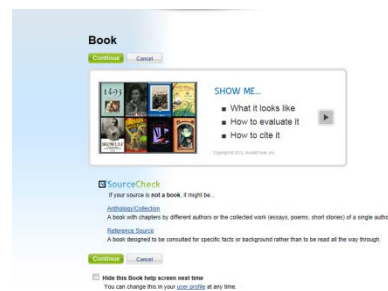 Book
Continue Cancel
1493
BEOWULF
SHOW ME...
What it looks like
How to evaluate it
How to cite it
SourceCheck
If your source is not a book, it might be...
Anthology/Collection
A book with chapters by different authors or the collected work (essays, poems, short stories) of a single autho
Reference Source
A book designed to be consulted for specific facts or background rather than to be read all the way through.
Continue Cancel
Hide this Book help screen next time
You can change this in your user profile at any time.